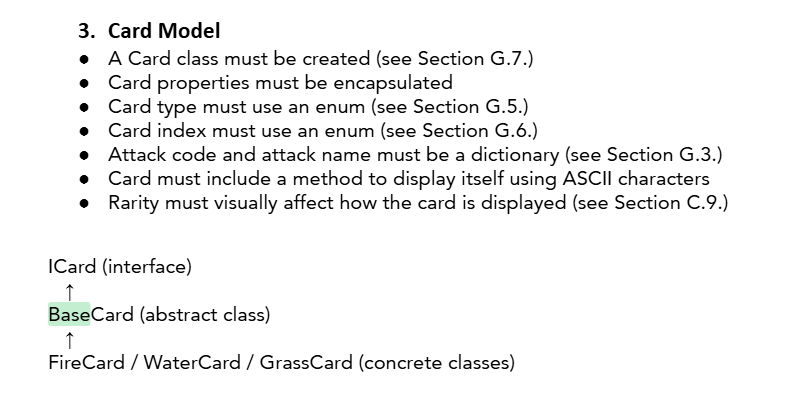 3. Card Model
● A Card class must be created (see Section G.7.)
● Card properties must be encapsulated
● Card type must use an enum (see Section G.5.)
● Card index must use an enum (see Section G.6.)
● Attack code and attack name must be a dictionary (see Section G.3.)
● Card must include a method to display itself using ASCII characters
● Rarity must visually affect how the card is displayed (see Section C.9.)
ICard (interface)
↑
BaseCard (abstract class)
↑
FireCard / WaterCard / GrassCard (concrete classes)